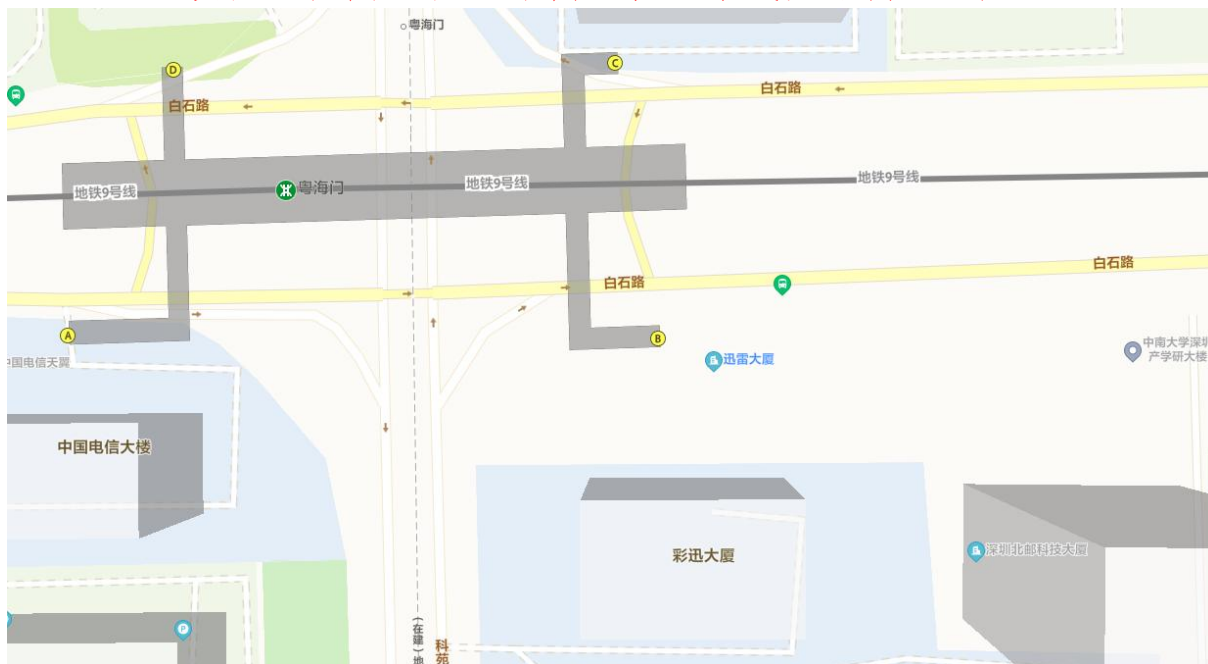 粤海门
D
C
白石路
白石路
地铁9号线
粤海门
地铁9号线
地铁9号线
白石路
白石路
A
B
中国电信天翼
迅雷大厦
中南大学深圳
产学研大楼
中国电信大楼
彩迅大厦
深圳北邮科技大厦
P
(在建)地
科苑